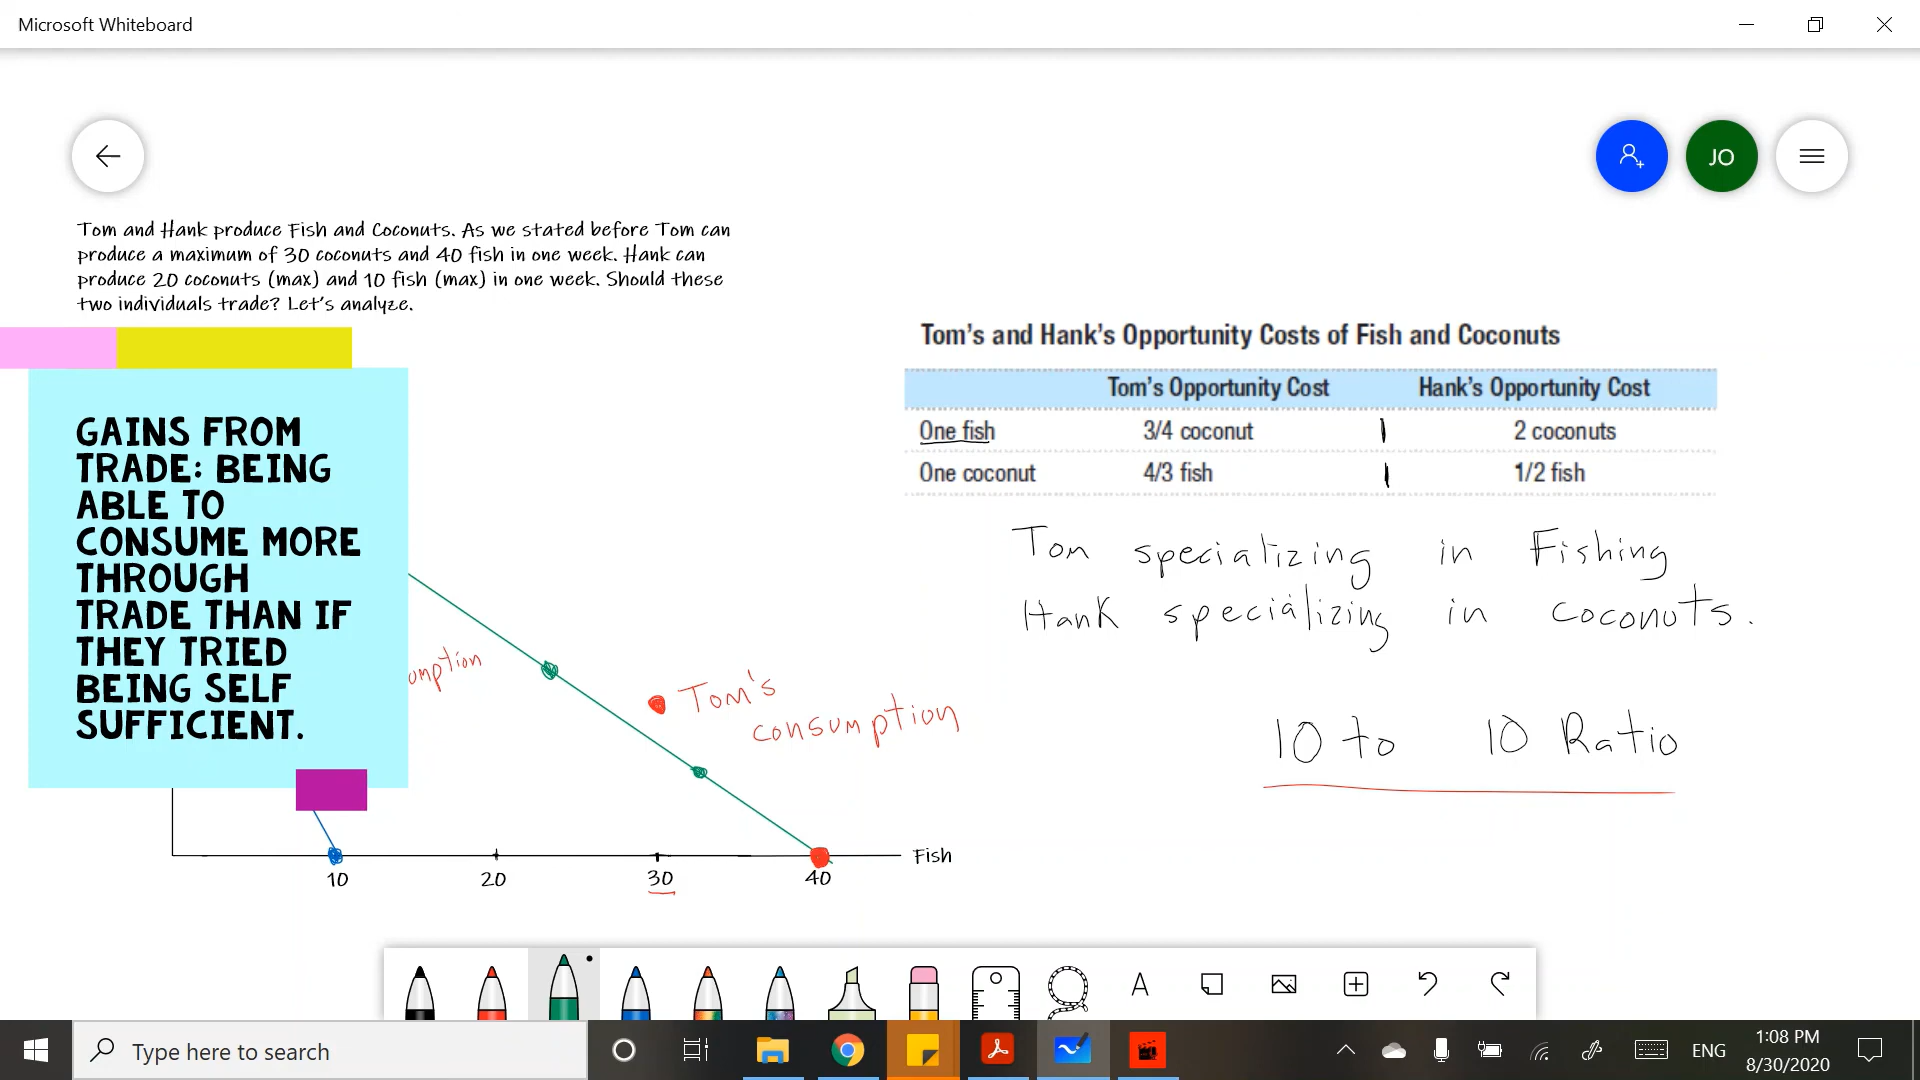 Microsoft Whiteboard
JO
Tom and Hank produce Fish and Coconuts. As we stated before Tom can
produce a maximum of 30 coconuts and 40 fish in one week. Hank can
produce 20 coconuts (max) and 10 fish (max) in one week. Should these
two individuals trade? Let's analyze.
Tom's and Hank's Opportunity Costs of Fish and Coconuts
Tom's Opportunity Cost Hank's Opportunity Cost
One fish 3/4 coconut 2 coconuts
One coconut 4/3 fish 1/2 fish
GAINS FROM
TRADE: BEING
ABLE TO
CONSUME MORE
THROUGH
TRADE THAN IF
THEY TRIED
BEING SELF
SUFFICIENT.
Tom specializing in Fishing
Hank specializing in coconuts.
umption
Tom's
consumption
10 to 10 Ratio
Fish
10 20 30 40
A
Type here to search
ENG
1:08 PM
8/30/2020